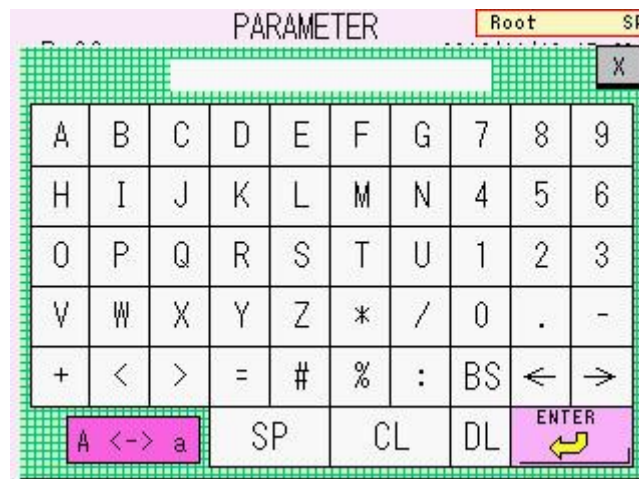 PARAMETER
Root
X
A B C D E F G 7 8 9
H I J K L M N 4 5 6
O P Q R S T U 1 2 3
V W X Y Z * / 0 . -
+ < > = # % : BS ← →
A <-> a SP CL DL ENTER